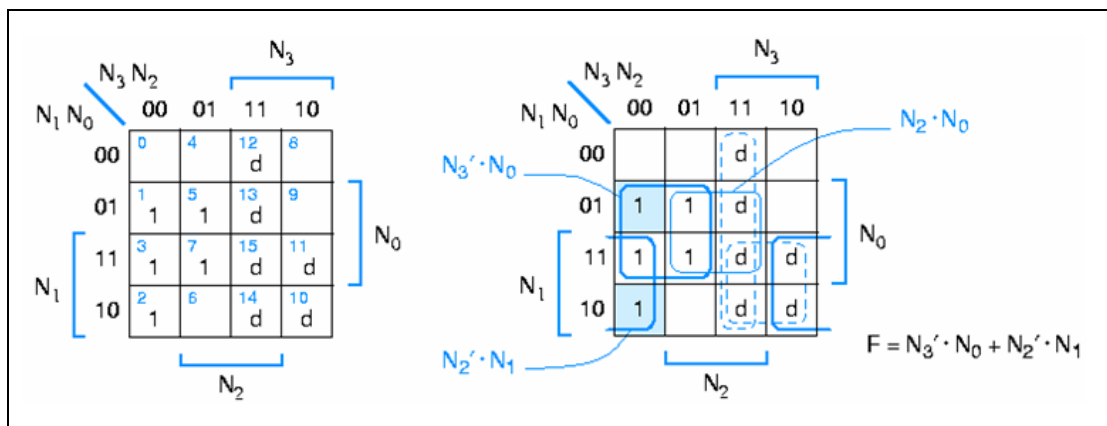 N₃
N₃ N₂
N₁ N₀ 00 01 11 10
00 0 4 12 d 8
01 1 1 5 1 13 d 9
N₀
11 3 1 7 1 15 d 11 d
N₁
10 2 1 6 14 d 10 d
N₂
N₃
N₃ N₂
N₁ N₀ 00 01 11 10
N₂ · N₀
00 d
N₃′ · N₀
01 1 1 d
N₀
11 1 1 d d
N₁
10 1 d d
F = N₃′ · N₀ + N₂′ · N₁
N₂′ · N₁
N₂